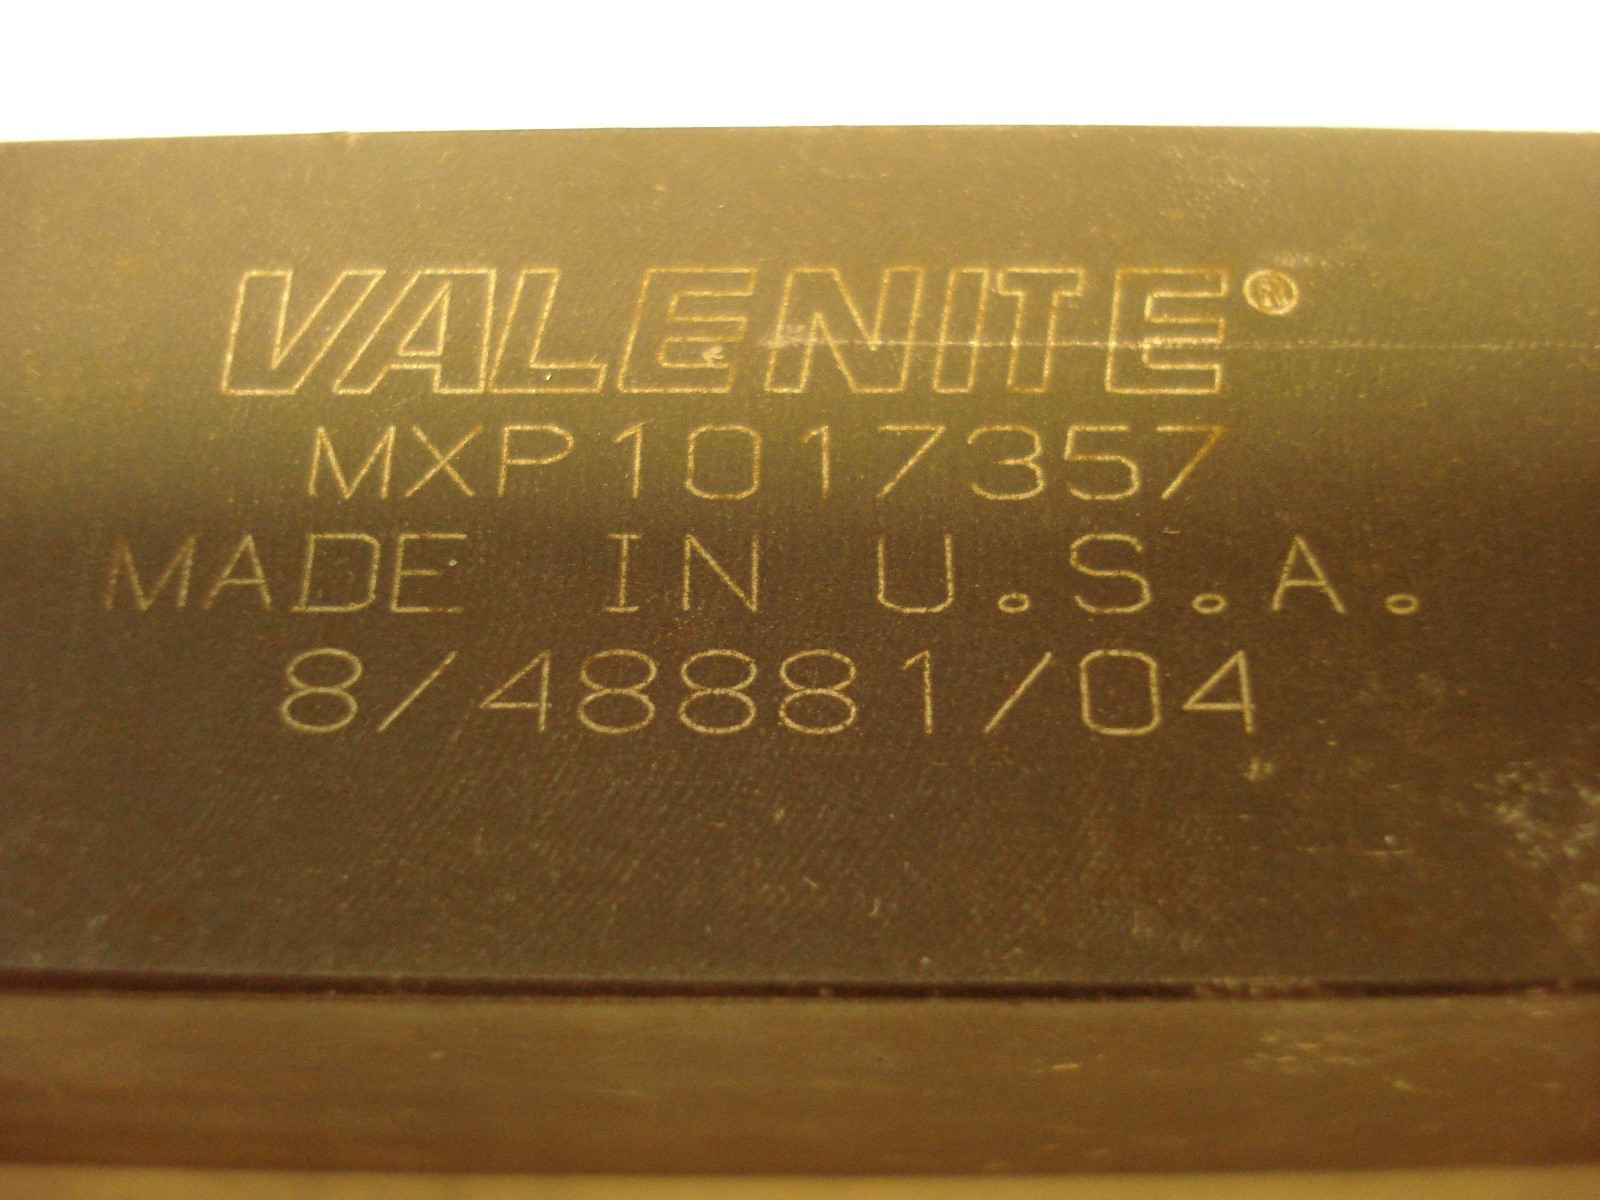 VALENITE®
MXP1017357
MADE IN U.S.A.
8/48881/04